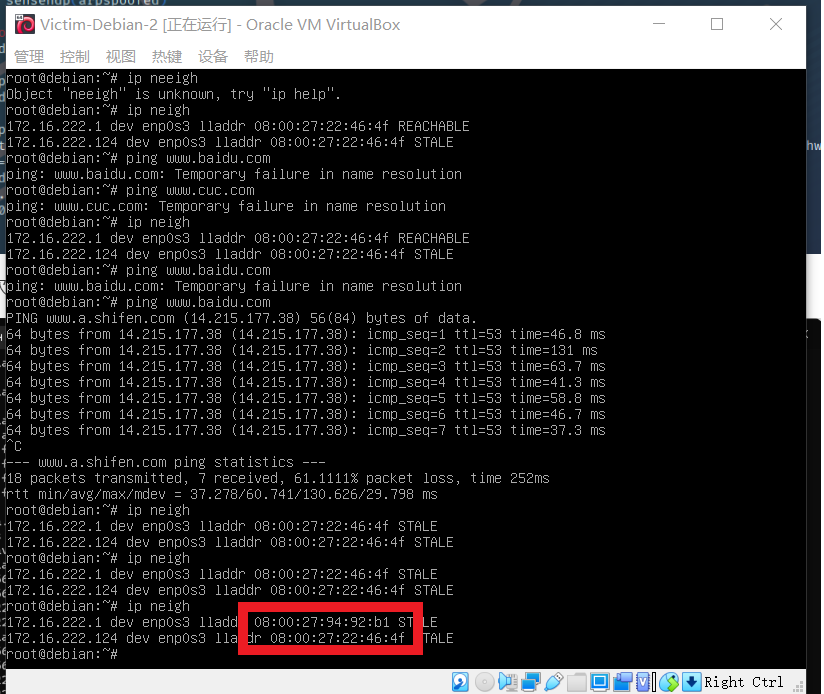 Victim-Debian-2 [正在运行] - Oracle VM VirtualBox
管理 控制 视图 热键 设备 帮助
root@debian:~# ip neeigh
Object "neeigh" is unknown, try "ip help".
root@debian:~# ip neigh
172.16.222.1 dev enp0s3 lladdr 08:00:27:22:46:4f REACHABLE
172.16.222.124 dev enp0s3 lladdr 08:00:27:22:46:4f STALE
root@debian:~# ping www.baidu.com
ping: www.baidu.com: Temporary failure in name resolution
root@debian:~# ping www.cuc.com
ping: www.cuc.com: Temporary failure in name resolution
root@debian:~# ip neigh
172.16.222.1 dev enp0s3 lladdr 08:00:27:22:46:4f REACHABLE
172.16.222.124 dev enp0s3 lladdr 08:00:27:22:46:4f STALE
root@debian:~# ping www.baidu.com
ping: www.baidu.com: Temporary failure in name resolution
root@debian:~# ping www.baidu.com
PING www.a.shifen.com (14.215.177.38) 56(84) bytes of data.
64 bytes from 14.215.177.38 (14.215.177.38): icmp_seq=1 ttl=53 time=46.8 ms
64 bytes from 14.215.177.38 (14.215.177.38): icmp_seq=2 ttl=53 time=131 ms
64 bytes from 14.215.177.38 (14.215.177.38): icmp_seq=3 ttl=53 time=63.7 ms
64 bytes from 14.215.177.38 (14.215.177.38): icmp_seq=4 ttl=53 time=41.3 ms
64 bytes from 14.215.177.38 (14.215.177.38): icmp_seq=5 ttl=53 time=58.8 ms
64 bytes from 14.215.177.38 (14.215.177.38): icmp_seq=6 ttl=53 time=46.7 ms
64 bytes from 14.215.177.38 (14.215.177.38): icmp_seq=7 ttl=53 time=37.3 ms
^C
--- www.a.shifen.com ping statistics ---
18 packets transmitted, 7 received, 61.1111% packet loss, time 252ms
rtt min/avg/max/mdev = 37.278/60.741/130.626/29.798 ms
root@debian:~# ip neigh
172.16.222.1 dev enp0s3 lladdr 08:00:27:22:46:4f STALE
172.16.222.124 dev enp0s3 lladdr 08:00:27:22:46:4f STALE
root@debian:~# ip neigh
172.16.222.1 dev enp0s3 lladdr 08:00:27:22:46:4f STALE
172.16.222.124 dev enp0s3 lladdr 08:00:27:22:46:4f STALE
root@debian:~# ip neigh
172.16.222.1 dev enp0s3 lladdr 08:00:27:94:92:b1 STALE
172.16.222.124 dev enp0s3 lladdr 08:00:27:22:46:4f STALE
root@debian:~#
Right Ctrl